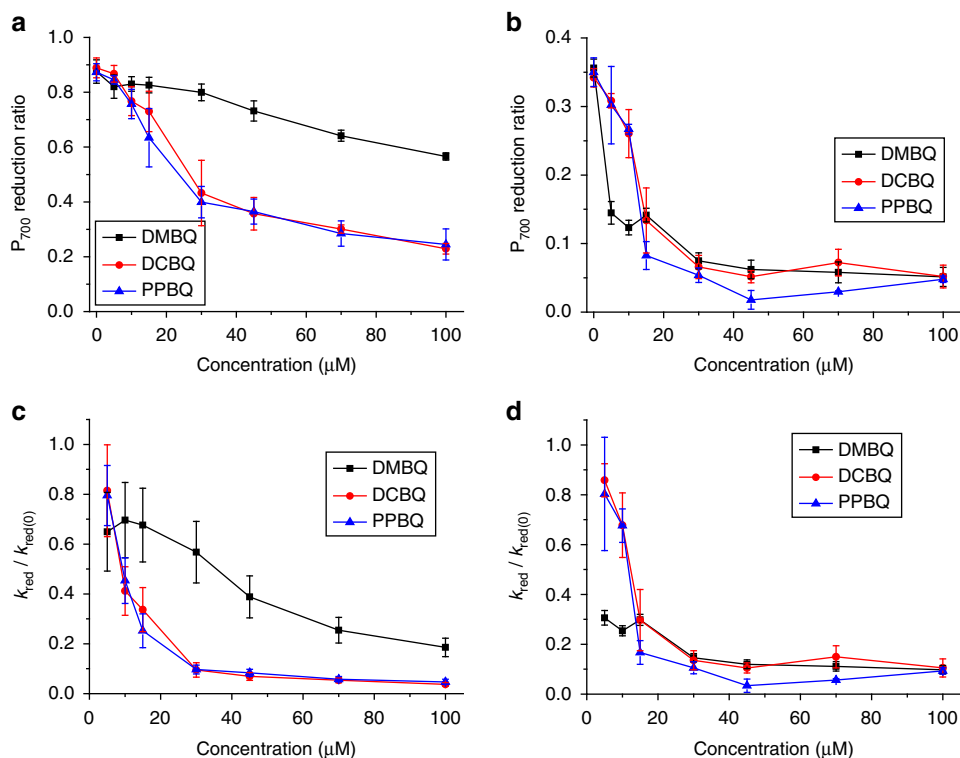 a
P700 reduction ratio
1.0
0.8
0.6
0.4
0.2
0.0
DMBQ
DCBQ
PPBQ
0 20 40 60 80 100
Concentration (μM)
b
P700 reduction ratio
0.4
0.3
0.2
0.1
0.0
DMBQ
DCBQ
PPBQ
0 20 40 60 80 100
Concentration (μM)
c
kred / kred(0)
1.0
0.8
0.6
0.4
0.2
0.0
DMBQ
DCBQ
PPBQ
0 20 40 60 80 100
Concentration (μM)
d
kred / kred(0)
1.0
0.8
0.6
0.4
0.2
0.0
DMBQ
DCBQ
PPBQ
0 20 40 60 80 100
Concentration (μM)